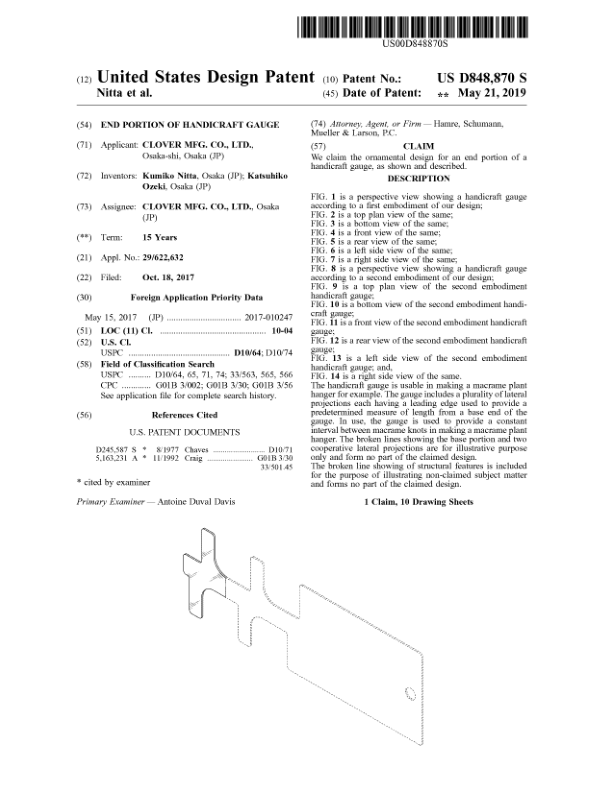 US00D848870S
(12) United States Design Patent (10) Patent No.: US D848,870 S
Nitta et al. (45) Date of Patent: ** May 21, 2019
(54) END PORTION OF HANDICRAFT GAUGE
(71) Applicant: CLOVER MFG. CO., LTD.,
Osaka-shi, Osaka (JP)
(72) Inventors: Kumiko Nitta, Osaka (JP); Katsuhiko
Ozeki, Osaka (JP)
(73) Assignee: CLOVER MFG. CO., LTD., Osaka
(JP)
(**) Term: 15 Years
(21) Appl. No.: 29/622,632
(22) Filed: Oct. 18, 2017
(30) Foreign Application Priority Data
May 15, 2017 (JP) ................................ 2017-010247
(51) LOC (11) Cl. .............................................. 10-04
(52) U.S. Cl.
USPC ........................................... D10/64; D10/74
(58) Field of Classification Search
USPC .......... D10/64, 65, 71, 74; 33/563, 565, 566
CPC ............. G01B 3/002; G01B 3/30; G01B 3/56
See application file for complete search history.
(56) References Cited
U.S. PATENT DOCUMENTS
D245,587 S * 8/1977 Chaves ........................ D10/71
5,163,231 A * 11/1992 Craig ..................... G01B 3/30
33/501.45
* cited by examiner
Primary Examiner — Antoine Duval Davis
(74) Attorney, Agent, or Firm — Hamre, Schumann,
Mueller & Larson, P.C.
(57) CLAIM
We claim the ornamental design for an end portion of a
handicraft gauge, as shown and described.
DESCRIPTION
FIG. 1 is a perspective view showing a handicraft gauge
according to a first embodiment of our design;
FIG. 2 is a top plan view of the same;
FIG. 3 is a bottom view of the same;
FIG. 4 is a front view of the same;
FIG. 5 is a rear view of the same;
FIG. 6 is a left side view of the same;
FIG. 7 is a right side view of the same;
FIG. 8 is a perspective view showing a handicraft gauge
according to a second embodiment of our design;
FIG. 9 is a top plan view of the second embodiment
handicraft gauge;
FIG. 10 is a bottom view of the second embodiment handi-
craft gauge;
FIG. 11 is a front view of the second embodiment handicraft
gauge;
FIG. 12 is a rear view of the second embodiment handicraft
gauge;
FIG. 13 is a left side view of the second embodiment
handicraft gauge; and,
FIG. 14 is a right side view of the same.
The handicraft gauge is usable in making a macrame plant
hanger for example. The gauge includes a plurality of lateral
projections each having a leading edge used to provide a
predetermined measure of length from a base end of the
gauge. In use, the gauge is used to provide a constant
interval between macrame knots in making a macrame plant
hanger. The broken lines showing the base portion and two
cooperative lateral projections are for illustrative purpose
only and form no part of the claimed design.
The broken line showing of structural features is included
for the purpose of illustrating non-claimed subject matter
and forms no part of the claimed design.
1 Claim, 10 Drawing Sheets